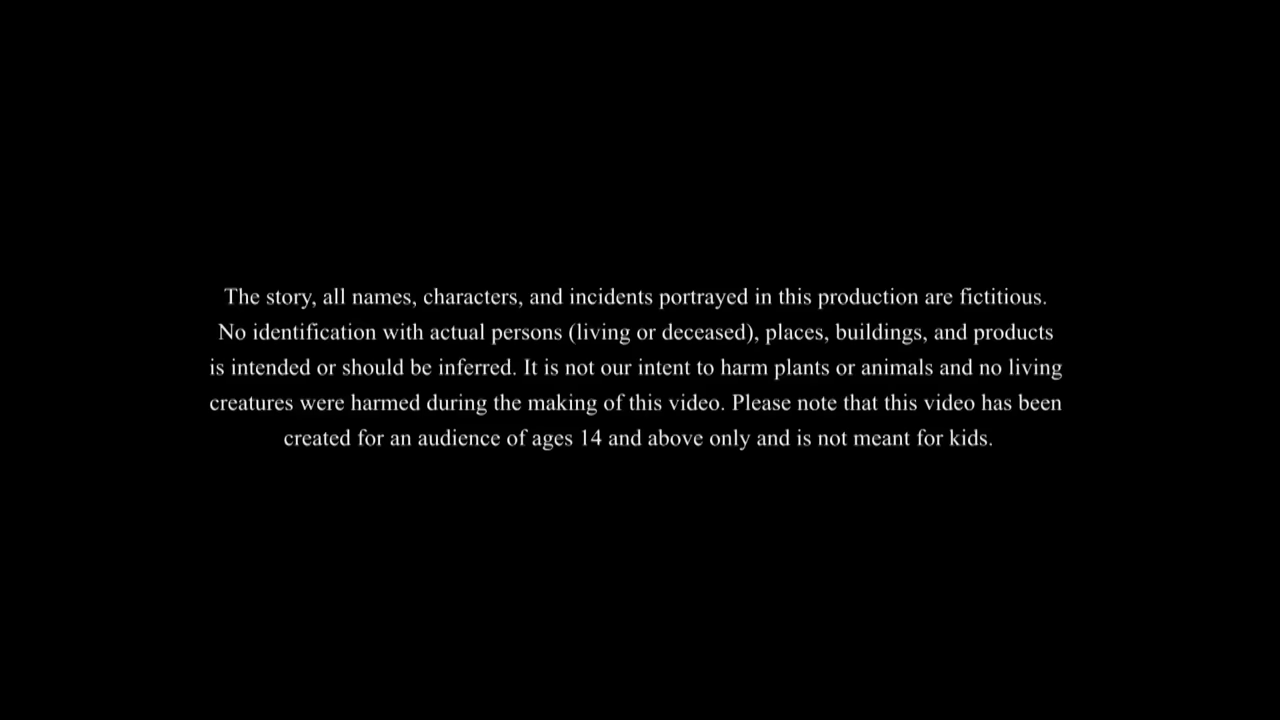 The story, all names, characters, and incidents portrayed in this production are fictitious.
No identification with actual persons (living or deceased), places, buildings, and products
is intended or should be inferred. It is not our intent to harm plants or animals and no living
creatures were harmed during the making of this video. Please note that this video has been
created for an audience of ages 14 and above only and is not meant for kids.